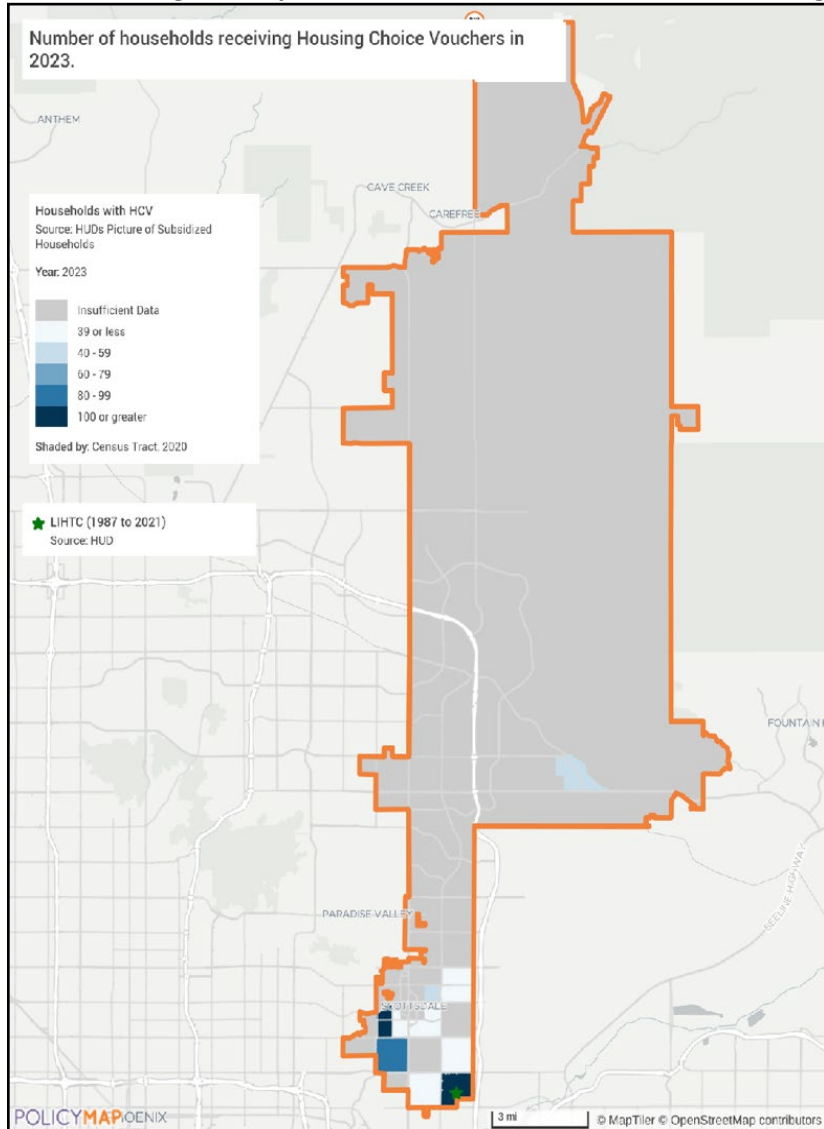 Number of households receiving Housing Choice Vouchers in
2023.
ANTHEM
CAVE CREEK
CAREFREE
Households with HCV
Source: HUDs Picture of Subsidized
Households
Year: 2023
Insufficient Data
39 or less
40 - 59
60 - 79
80 - 99
100 or greater
Shaded by: Census Tract, 2020
LIHTC (1987 to 2021)
Source: HUD
FOUNTAIN
BEELINE HIGHWAY
PARADISE VALLEY
SCOTTSDALE
POLICYMAP
OENIX
3 mi
© MapTiler © OpenStreetMap contributors